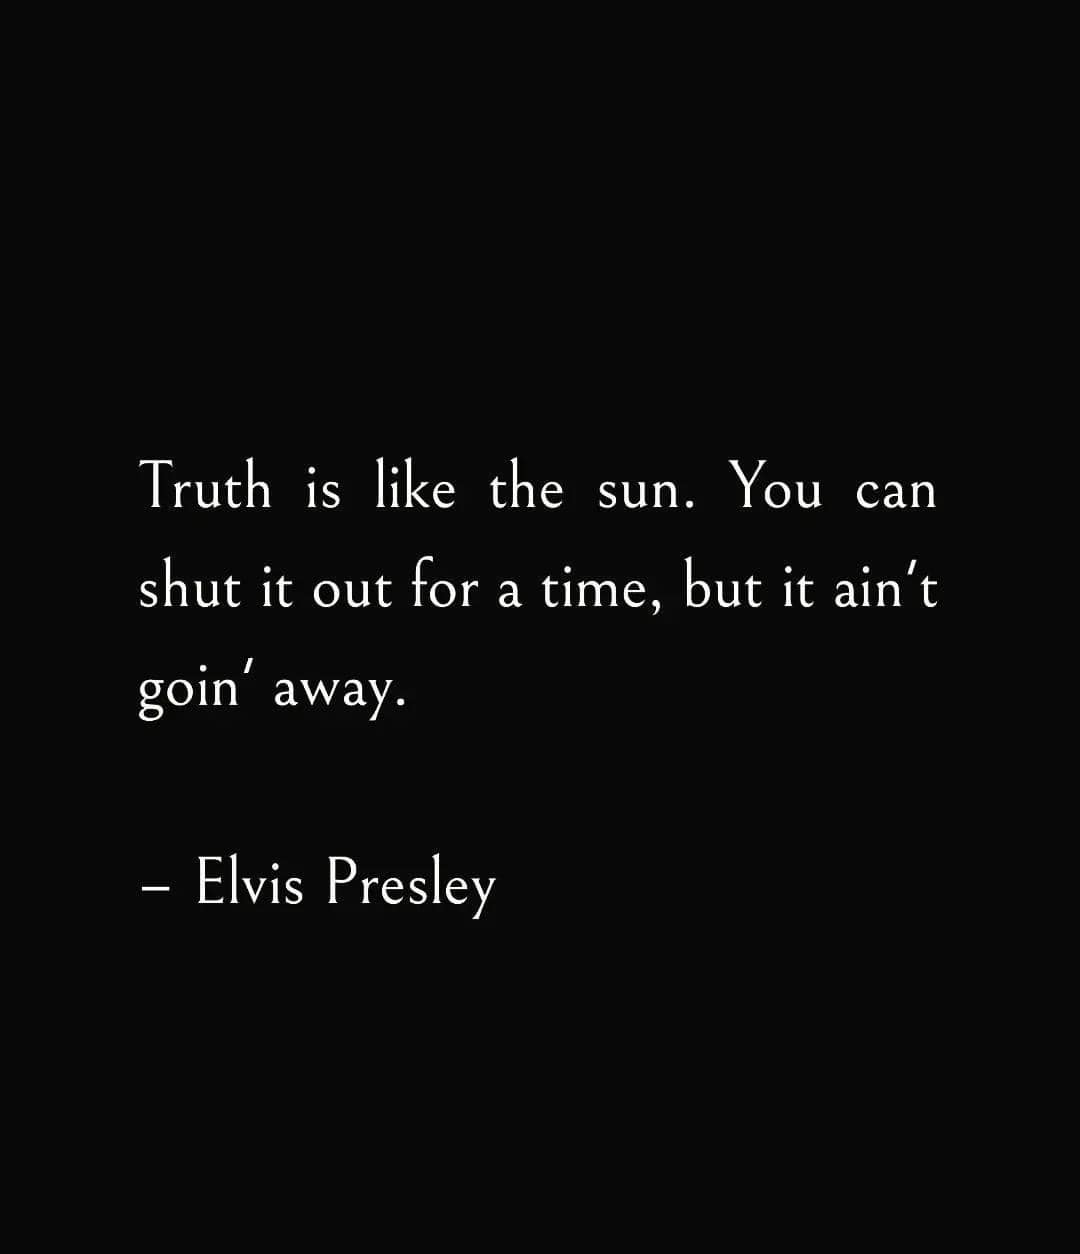 Truth is like the sun. You can
shut it out for a time, but it ain't
goin' away.
– Elvis Presley